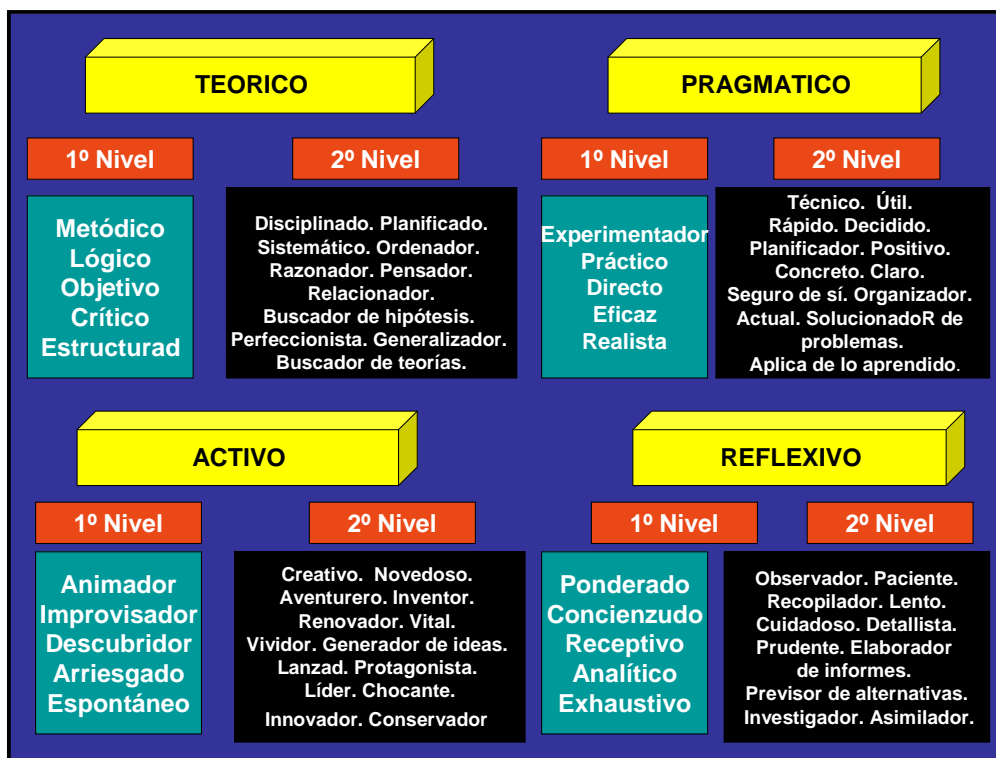 TEORICO
1º Nivel
2º Nivel
Metódico
Lógico
Objetivo
Crítico
Estructurad
Disciplinado. Planificado.
Sistemático. Ordenador.
Razonador. Pensador.
Relacionador.
Buscador de hipótesis.
Perfeccionista. Generalizador.
Buscador de teorías.
PRAGMATICO
1º Nivel
2º Nivel
Experimentador
Práctico
Directo
Eficaz
Realista
Técnico. Útil.
Rápido. Decidido.
Planificador. Positivo.
Concreto. Claro.
Seguro de sí. Organizador.
Actual. SolucionadoR de
problemas.
Aplica de lo aprendido.
ACTIVO
1º Nivel
2º Nivel
Animador
Improvisador
Descubridor
Arriesgado
Espontáneo
Creativo. Novedoso.
Aventurero. Inventor.
Renovador. Vital.
Vividor. Generador de ideas.
Lanzad. Protagonista.
Líder. Chocante.
Innovador. Conservador
REFLEXIVO
1º Nivel
2º Nivel
Ponderado
Concienzudo
Receptivo
Analítico
Exhaustivo
Observador. Paciente.
Recopilador. Lento.
Cuidadoso. Detallista.
Prudente. Elaborador
de informes.
Previsor de alternativas.
Investigador. Asimilador.